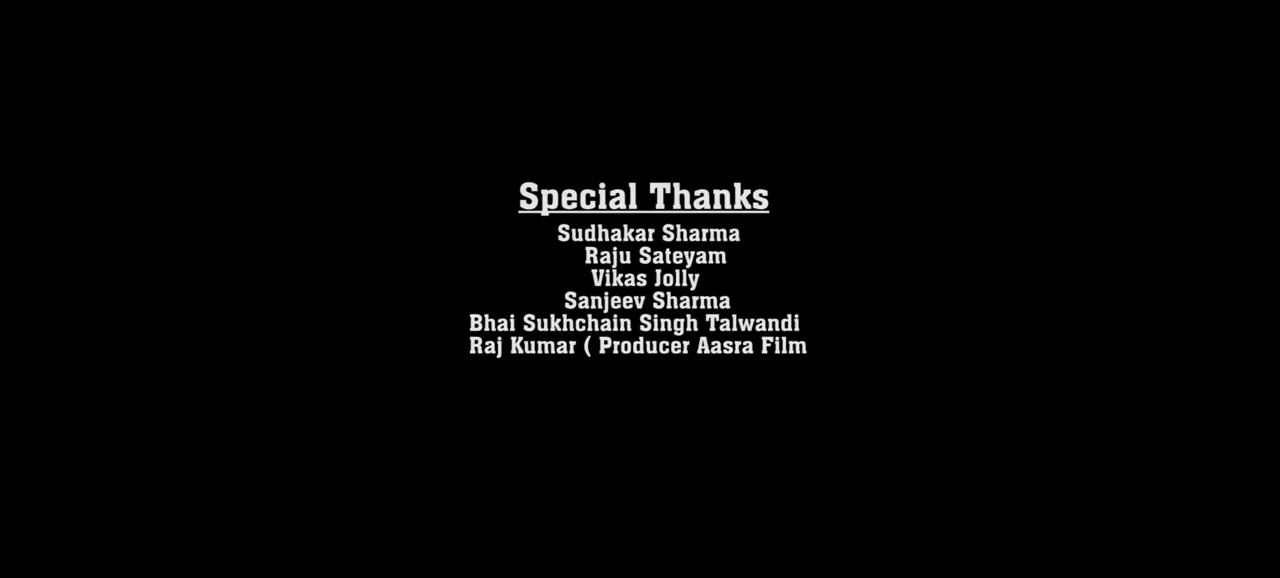 Special Thanks
Sudhakar Sharma
Raju Sateyam
Vikas Jolly
Sanjeev Sharma
Bhai Sukhchain Singh Talwandi
Raj Kumar ( Producer Aasra Film